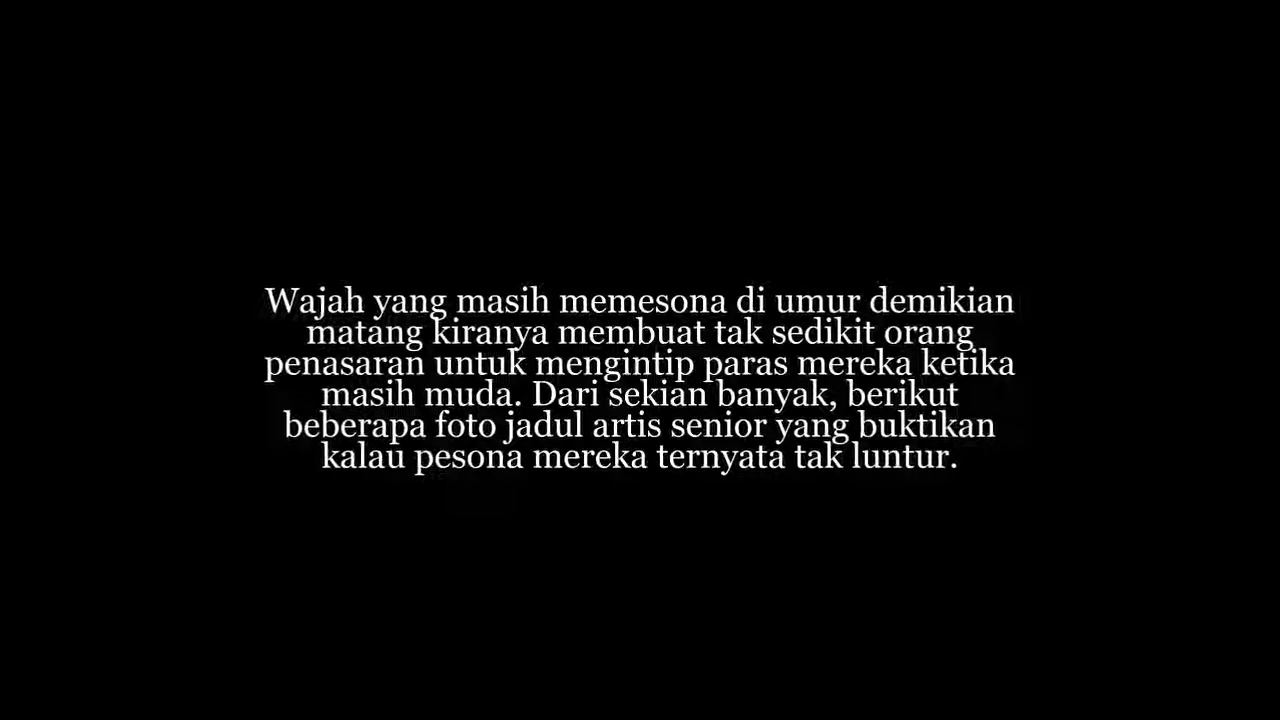 Wajah yang masih memesona di umur demikian
matang kiranya membuat tak sedikit orang
penasaran untuk mengintip paras mereka ketika
masih muda. Dari sekian banyak, berikut
beberapa foto jadul artis senior yang buktikan
kalau pesona mereka ternyata tak luntur.